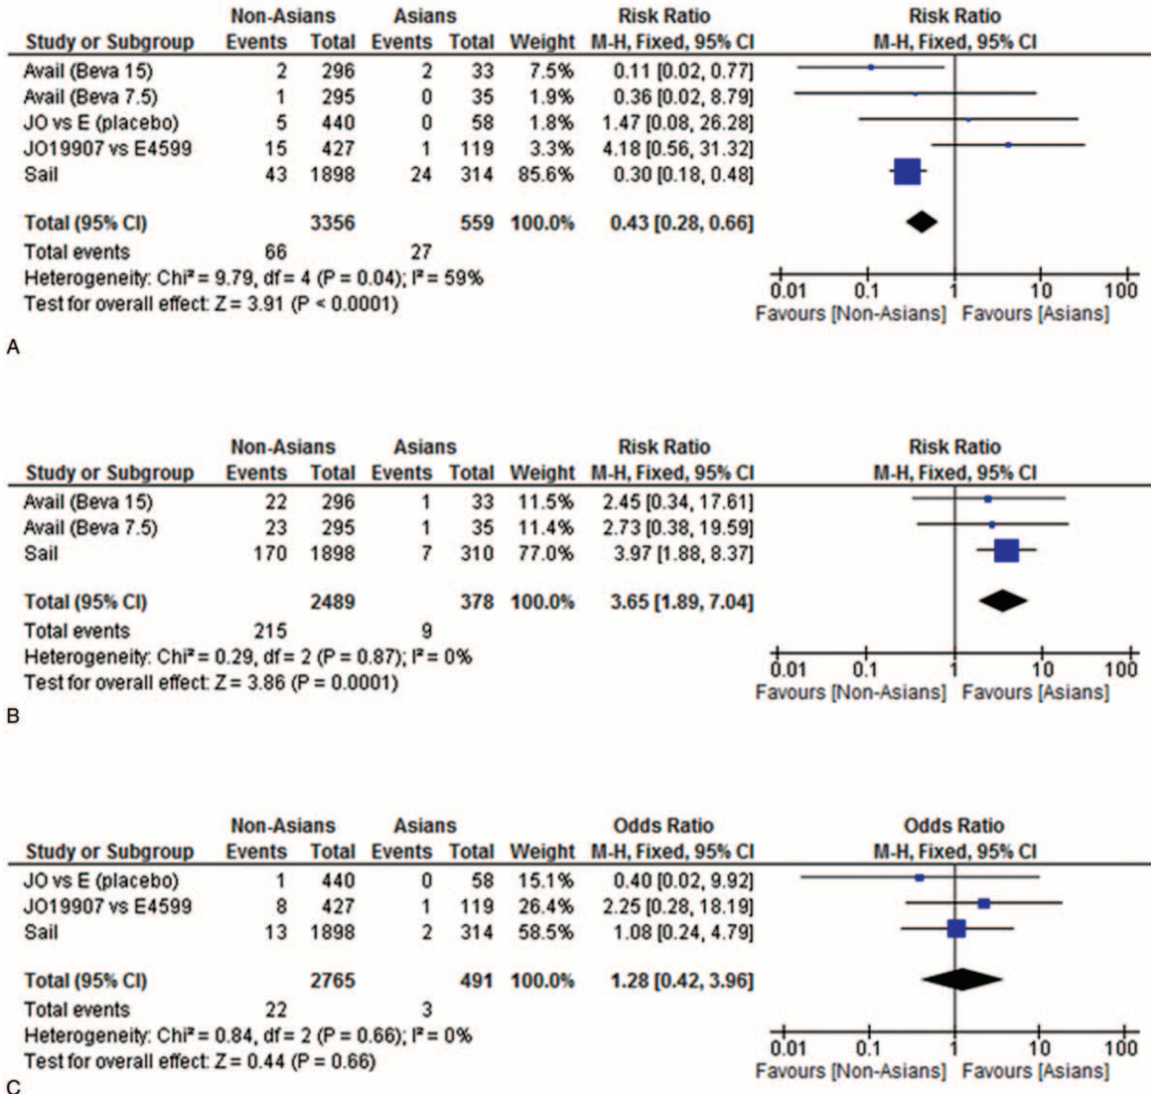 Non-Asians Asians Risk Ratio Risk Ratio
Study or Subgroup Events Total Events Total Weight M-H, Fixed, 95% CI M-H, Fixed, 95% CI
Avail (Beva 15) 2 296 2 33 7.5% 0.11 [0.02, 0.77]
Avail (Beva 7.5) 1 295 0 35 1.9% 0.36 [0.02, 8.79]
JO vs E (placebo) 5 440 0 58 1.8% 1.47 [0.08, 26.28]
JO19907 vs E4599 15 427 1 119 3.3% 4.18 [0.56, 31.32]
Sail 43 1898 24 314 85.6% 0.30 [0.18, 0.48]
Total (95% CI) 3356 559 100.0% 0.43 [0.28, 0.66]
Total events 66 27
Heterogeneity: Chi² = 9.79, df = 4 (P = 0.04); I² = 59%
Test for overall effect: Z = 3.91 (P < 0.0001)
0.01 0.1 1 10 100
Favours [Non-Asians] Favours [Asians]
A
Non-Asians Asians Risk Ratio Risk Ratio
Study or Subgroup Events Total Events Total Weight M-H, Fixed, 95% CI M-H, Fixed, 95% CI
Avail (Beva 15) 22 296 1 33 11.5% 2.45 [0.34, 17.61]
Avail (Beva 7.5) 23 295 1 35 11.4% 2.73 [0.38, 19.59]
Sail 170 1898 7 310 77.0% 3.97 [1.88, 8.37]
Total (95% CI) 2489 378 100.0% 3.65 [1.89, 7.04]
Total events 215 9
Heterogeneity: Chi² = 0.29, df = 2 (P = 0.87); I² = 0%
Test for overall effect: Z = 3.86 (P = 0.0001)
0.01 0.1 1 10 100
Favours [Non-Asians] Favours [Asians]
B
Non-Asians Asians Odds Ratio Odds Ratio
Study or Subgroup Events Total Events Total Weight M-H, Fixed, 95% CI M-H, Fixed, 95% CI
JO vs E (placebo) 1 440 0 58 15.1% 0.40 [0.02, 9.92]
JO19907 vs E4599 8 427 1 119 26.4% 2.25 [0.28, 18.19]
Sail 13 1898 2 314 58.5% 1.08 [0.24, 4.79]
Total (95% CI) 2765 491 100.0% 1.28 [0.42, 3.96]
Total events 22 3
Heterogeneity: Chi² = 0.84, df = 2 (P = 0.66); I² = 0%
Test for overall effect: Z = 0.44 (P = 0.66)
0.01 0.1 1 10 100
Favours [Non-Asians] Favours [Asians]
C